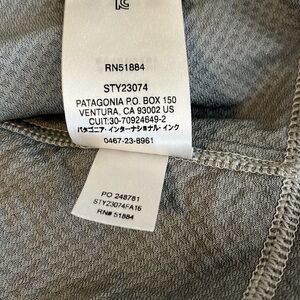 RN51884
STY23074
PATAGONIA P.O. BOX 150
VENTURA, CA 93002 US
CUIT:30-70924649-2
パタゴニア・インターナショナル・インク
0467-23-8961
PO 248781
STY23074FA16
RN# 51884